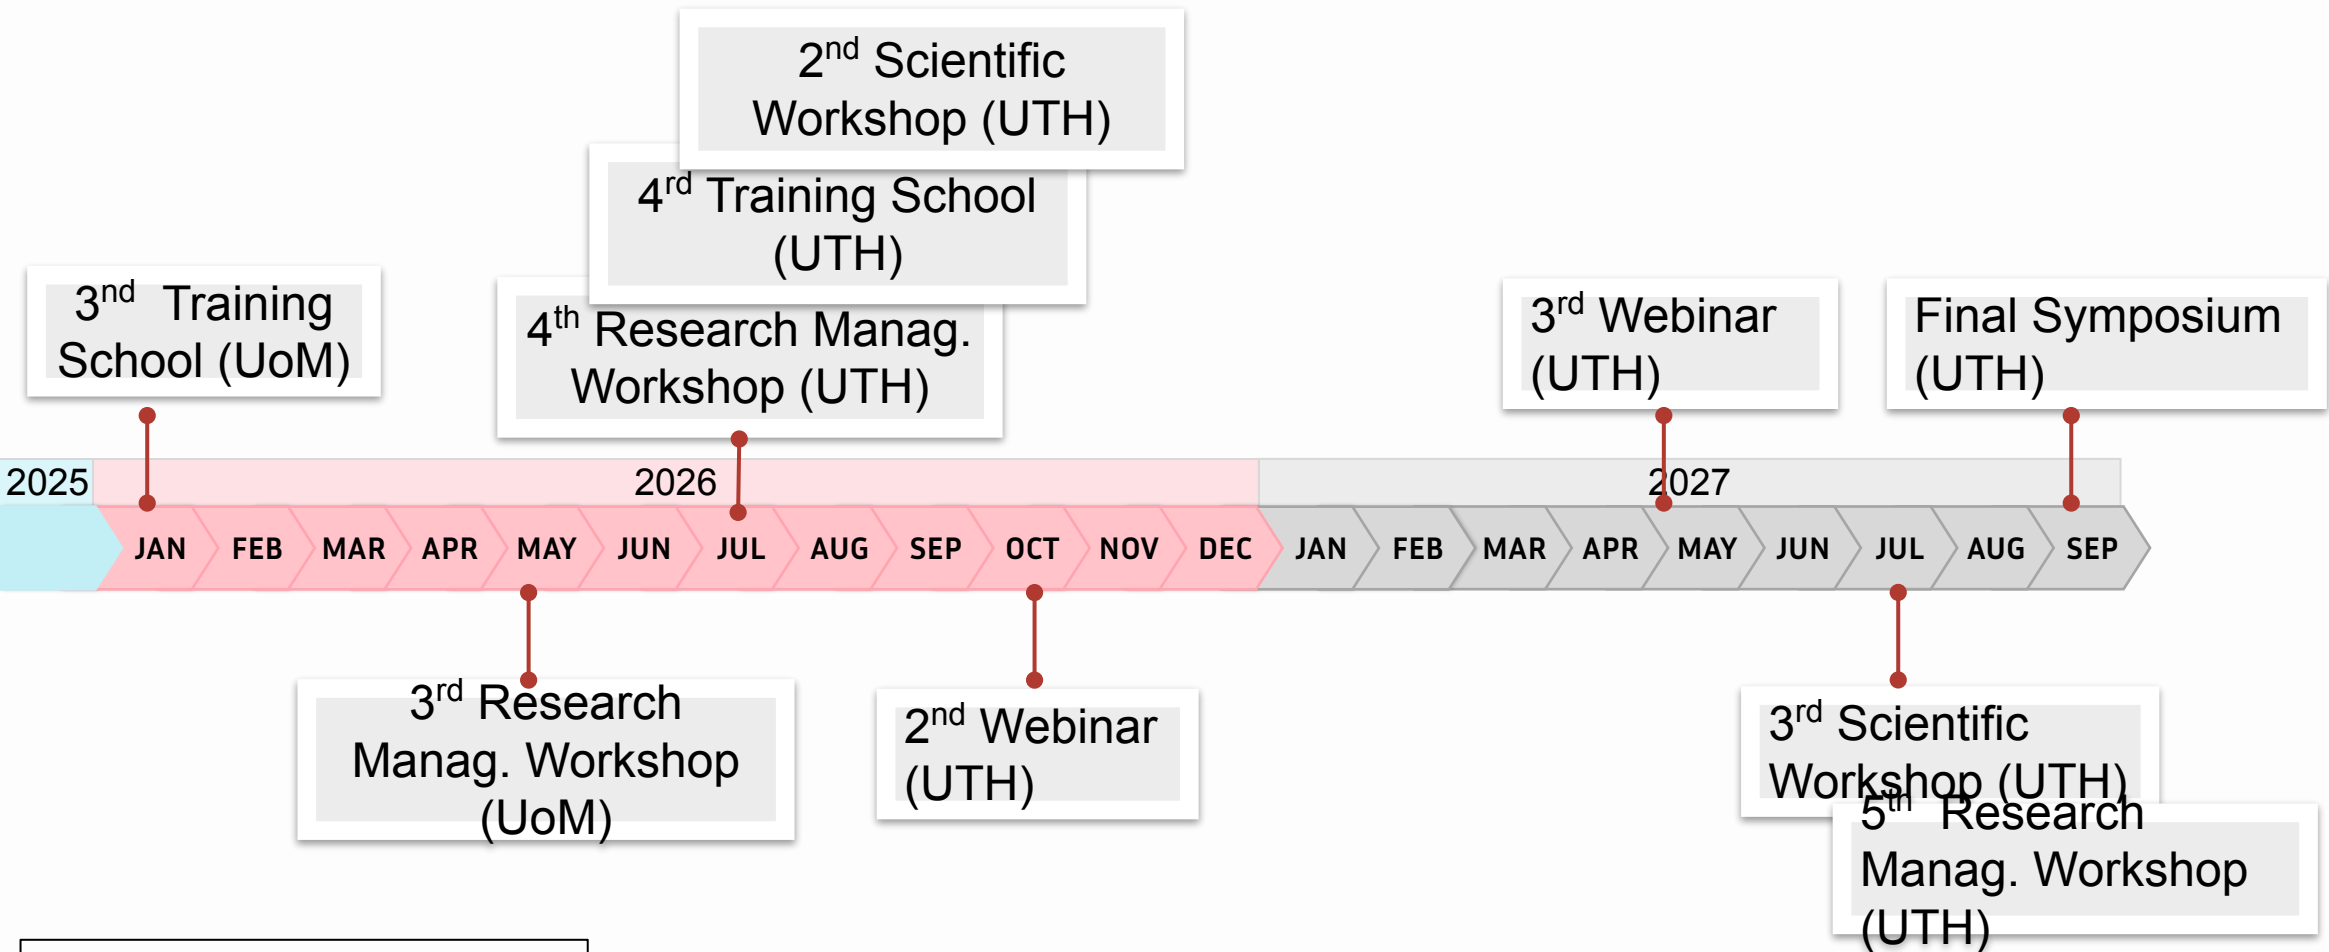 2nd Scientific
Workshop (UTH)
4rd Training School
(UTH)
3nd Training
School (UoM)
4th Research Manag.
Workshop (UTH)
3rd Webinar
(UTH)
Final Symposium
(UTH)
2025
2026
2027
JAN FEB MAR APR MAY JUN JUL AUG SEP OCT NOV DEC JAN FEB MAR APR MAY JUN JUL AUG SEP
3rd Research
Manag. Workshop
(UoM)
2nd Webinar
(UTH)
3rd Scientific
Workshop (UTH)
5th Research
Manag. Workshop
(UTH)